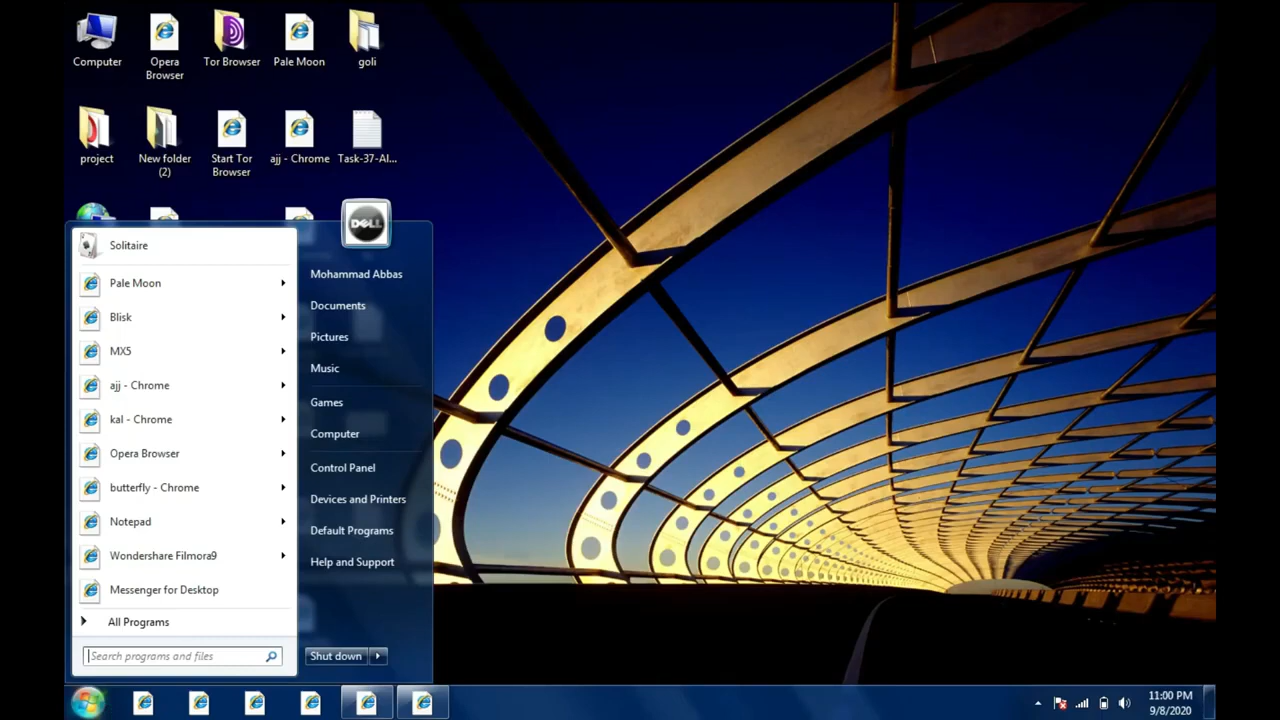 Computer
Opera
Browser
Tor Browser
Pale Moon
goli
project
New folder
(2)
Start Tor
Browser
ajj - Chrome
Task-37-Al...
DELL
Solitaire
Pale Moon
Blisk
MX5
ajj - Chrome
kal - Chrome
Opera Browser
butterfly - Chrome
Notepad
Wondershare Filmora9
Messenger for Desktop
All Programs
Search programs and files
Mohammad Abbas
Documents
Pictures
Music
Games
Computer
Control Panel
Devices and Printers
Default Programs
Help and Support
Shut down
11:00 PM
9/8/2020